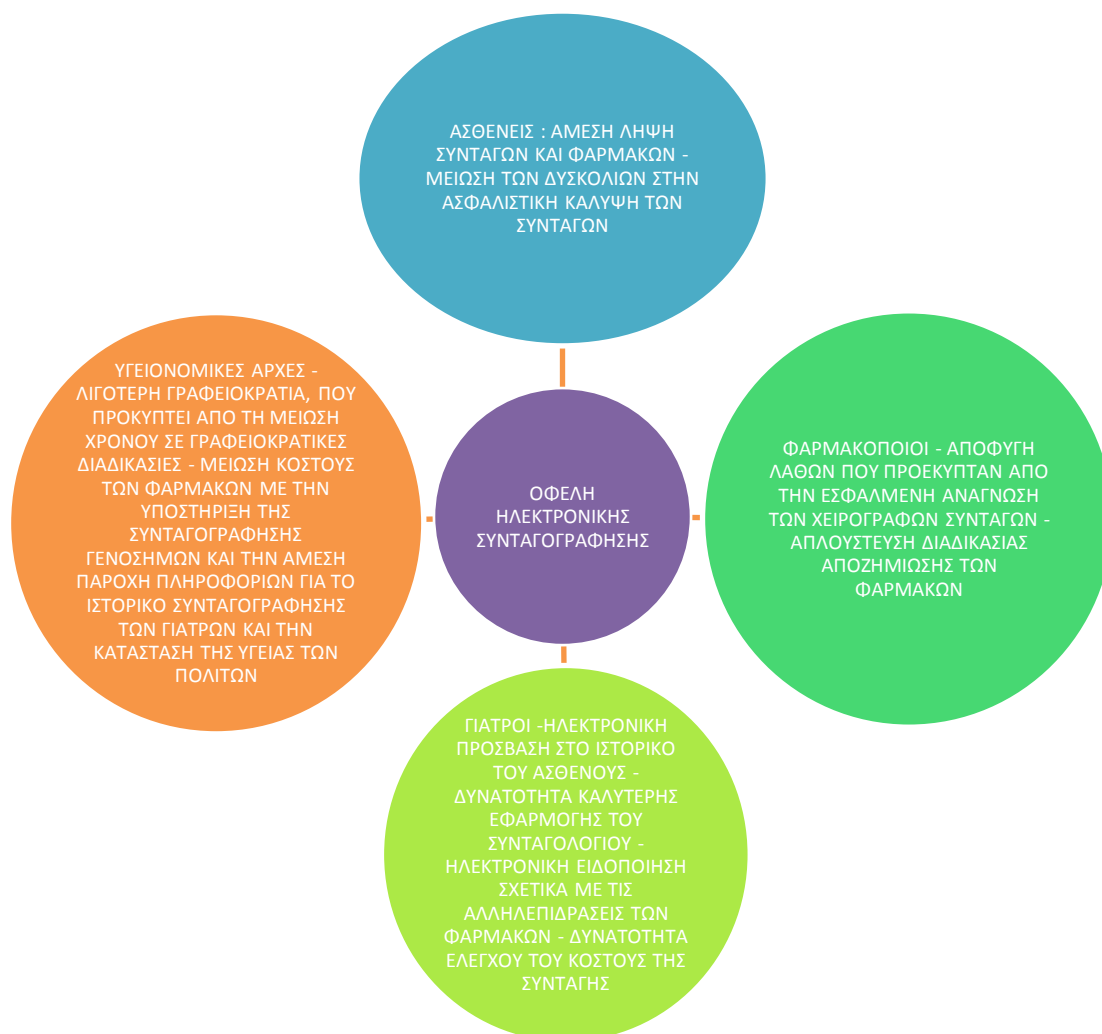 ΑΣΘΕΝΕΙΣ : ΑΜΕΣΗ ΛΗΨΗ
ΣΥΝΤΑΓΩΝ ΚΑΙ ΦΑΡΜΑΚΩΝ -
ΜΕΙΩΣΗ ΤΩΝ ΔΥΣΚΟΛΙΩΝ ΣΤΗΝ
ΑΣΦΑΛΙΣΤΙΚΗ ΚΑΛΥΨΗ ΤΩΝ
ΣΥΝΤΑΓΩΝ
ΥΓΕΙΟΝΟΜΙΚΕΣ ΑΡΧΕΣ -
ΛΙΓΟΤΕΡΗ ΓΡΑΦΕΙΟΚΡΑΤΙΑ, ΠΟΥ
ΠΡΟΚΥΠΤΕΙ ΑΠΟ ΤΗ ΜΕΙΩΣΗ
ΧΡΟΝΟΥ ΣΕ ΓΡΑΦΕΙΟΚΡΑΤΙΚΕΣ
ΔΙΑΔΙΚΑΣΙΕΣ - ΜΕΙΩΣΗ ΚΟΣΤΟΥΣ
ΤΩΝ ΦΑΡΜΑΚΩΝ ΜΕ ΤΗΝ
ΥΠΟΣΤΗΡΙΞΗ ΤΗΣ
ΣΥΝΤΑΓΟΓΡΑΦΗΣΗΣ
ΓΕΝΟΣΗΜΩΝ ΚΑΙ ΤΗΝ ΑΜΕΣΗ
ΠΑΡΟΧΗ ΠΛΗΡΟΦΟΡΙΩΝ ΓΙΑ ΤΟ
ΙΣΤΟΡΙΚΟ ΣΥΝΤΑΓΟΓΡΑΦΗΣΗΣ
ΤΩΝ ΓΙΑΤΡΩΝ ΚΑΙ ΤΗΝ
ΚΑΤΑΣΤΑΣΗ ΤΗΣ ΥΓΕΙΑΣ ΤΩΝ
ΠΟΛΙΤΩΝ
ΟΦΕΛΗ
ΗΛΕΚΤΡΟΝΙΚΗΣ
ΣΥΝΤΑΓΟΓΡΑΦΗΣΗΣ
ΦΑΡΜΑΚΟΠΟΙΟΙ - ΑΠΟΦΥΓΗ
ΛΑΘΩΝ ΠΟΥ ΠΡΟΕΚΥΠΤΑΝ ΑΠΟ
ΤΗΝ ΕΣΦΑΛΜΕΝΗ ΑΝΑΓΝΩΣΗ
ΤΩΝ ΧΕΙΡΟΓΡΑΦΩΝ ΣΥΝΤΑΓΩΝ -
ΑΠΛΟΥΣΤΕΥΣΗ ΔΙΑΔΙΚΑΣΙΑΣ
ΑΠΟΖΗΜΙΩΣΗΣ ΤΩΝ
ΦΑΡΜΑΚΩΝ
ΓΙΑΤΡΟΙ -ΗΛΕΚΤΡΟΝΙΚΗ
ΠΡΟΣΒΑΣΗ ΣΤΟ ΙΣΤΟΡΙΚΟ
ΤΟΥ ΑΣΘΕΝΟΥΣ -
ΔΥΝΑΤΟΤΗΤΑ ΚΑΛΥΤΕΡΗΣ
ΕΦΑΡΜΟΓΗΣ ΤΟΥ
ΣΥΝΤΑΓΟΛΟΓΙΟΥ -
ΗΛΕΚΤΡΟΝΙΚΗ ΕΙΔΟΠΟΙΗΣΗ
ΣΧΕΤΙΚΑ ΜΕ ΤΙΣ
ΑΛΛΗΛΕΠΙΔΡΑΣΕΙΣ ΤΩΝ
ΦΑΡΜΑΚΩΝ - ΔΥΝΑΤΟΤΗΤΑ
ΕΛΕΓΧΟΥ ΤΟΥ ΚΟΣΤΟΥΣ ΤΗΣ
ΣΥΝΤΑΓΗΣ